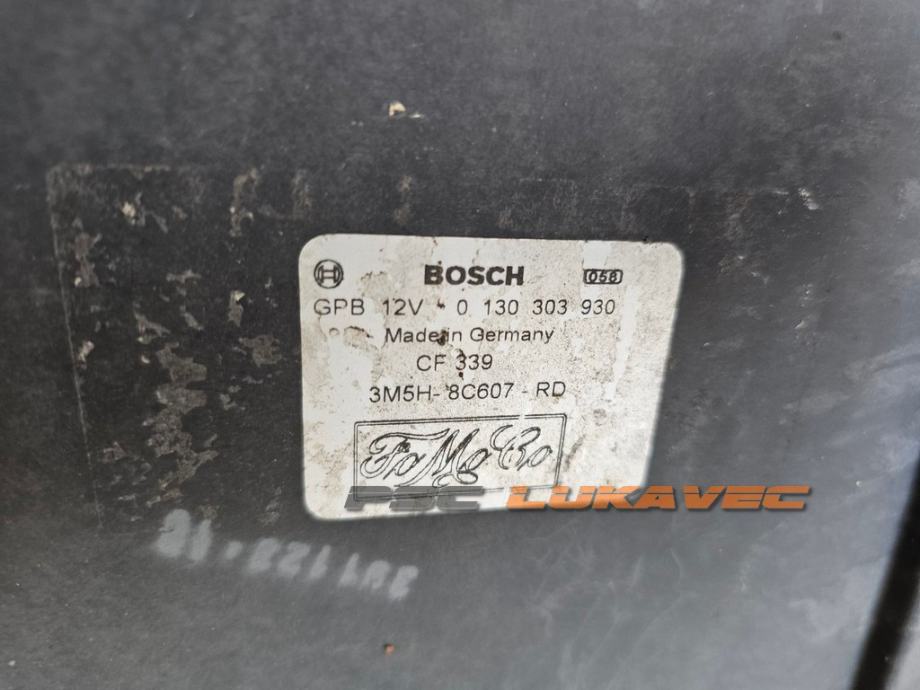 BOSCH 058
GPB 12V - 0 130 303 930
Made in Germany
CF 339
3M5H- 8C607 - RD
FoMoCo
PSC LUKAVEC